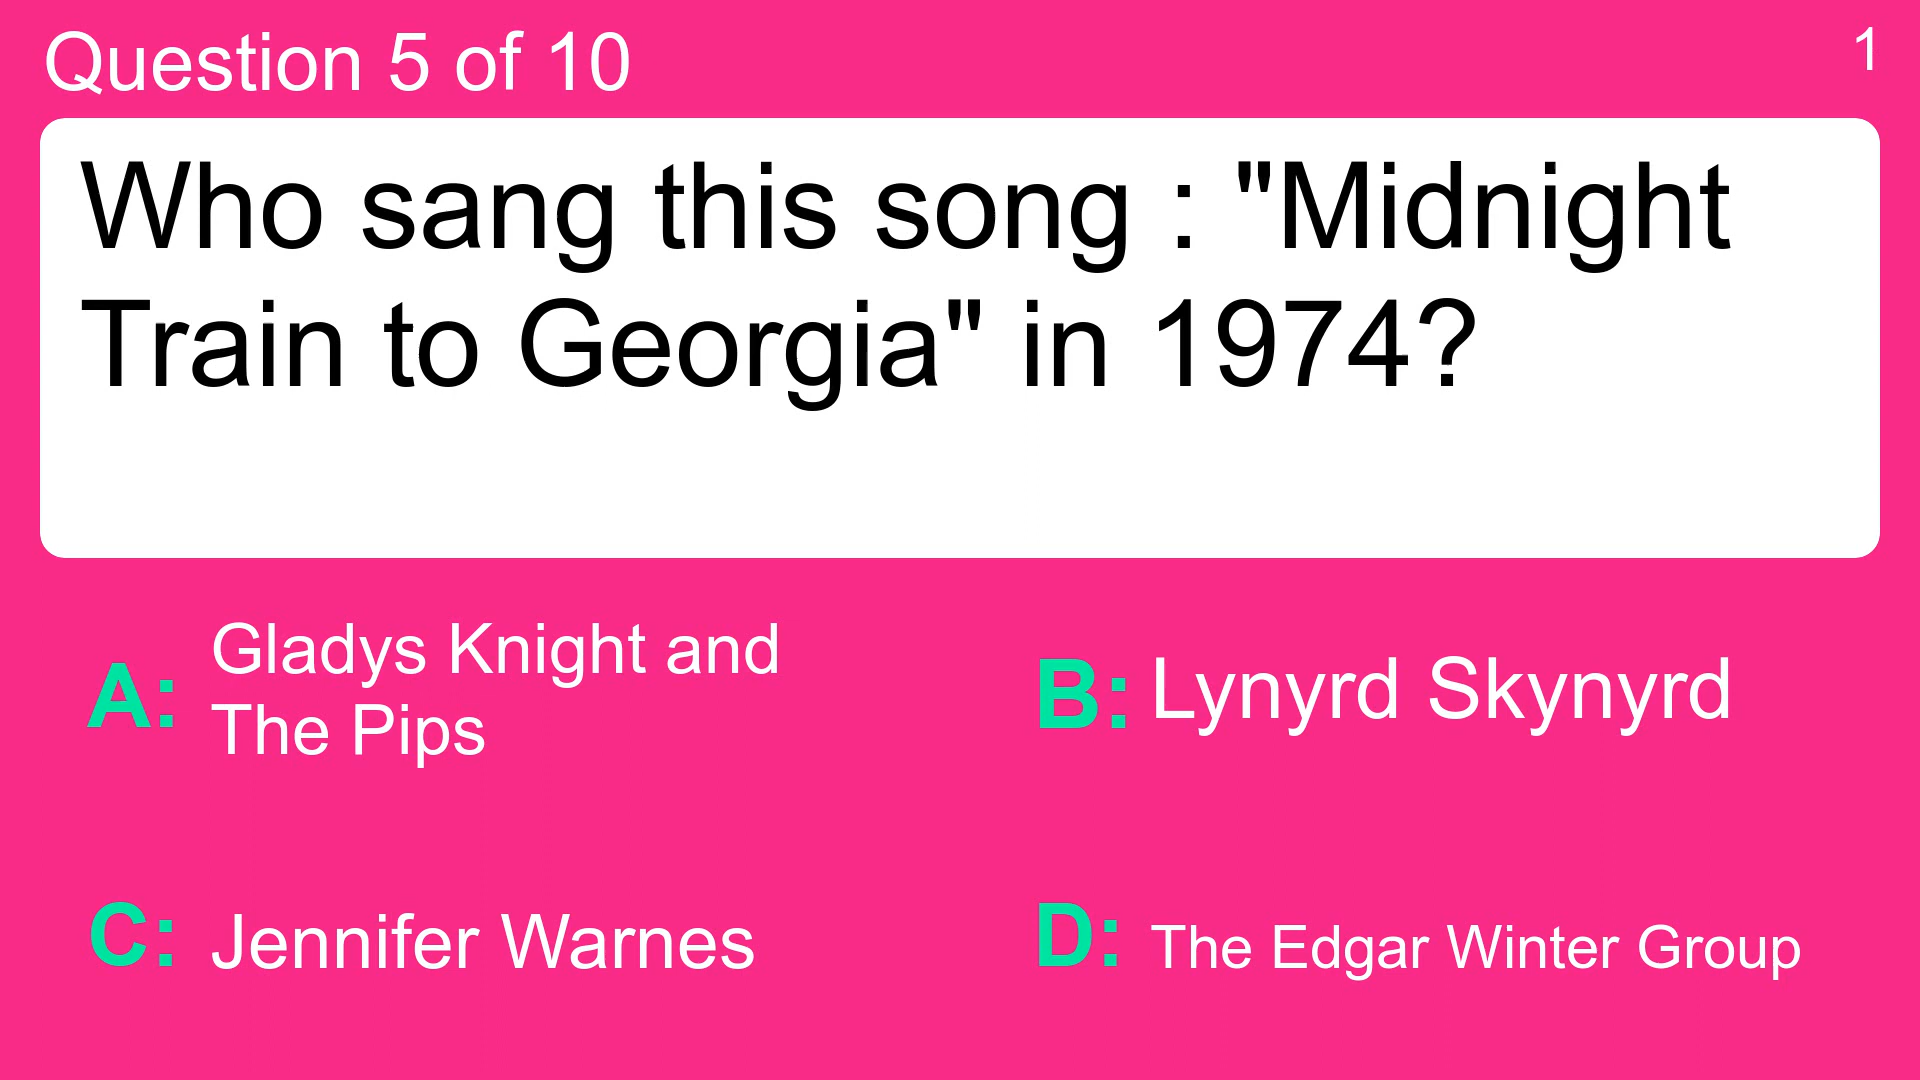 Question 5 of 10
1
Who sang this song : "Midnight
Train to Georgia" in 1974?
A: Gladys Knight and
The Pips
B: Lynyrd Skynyrd
C: Jennifer Warnes
D: The Edgar Winter Group